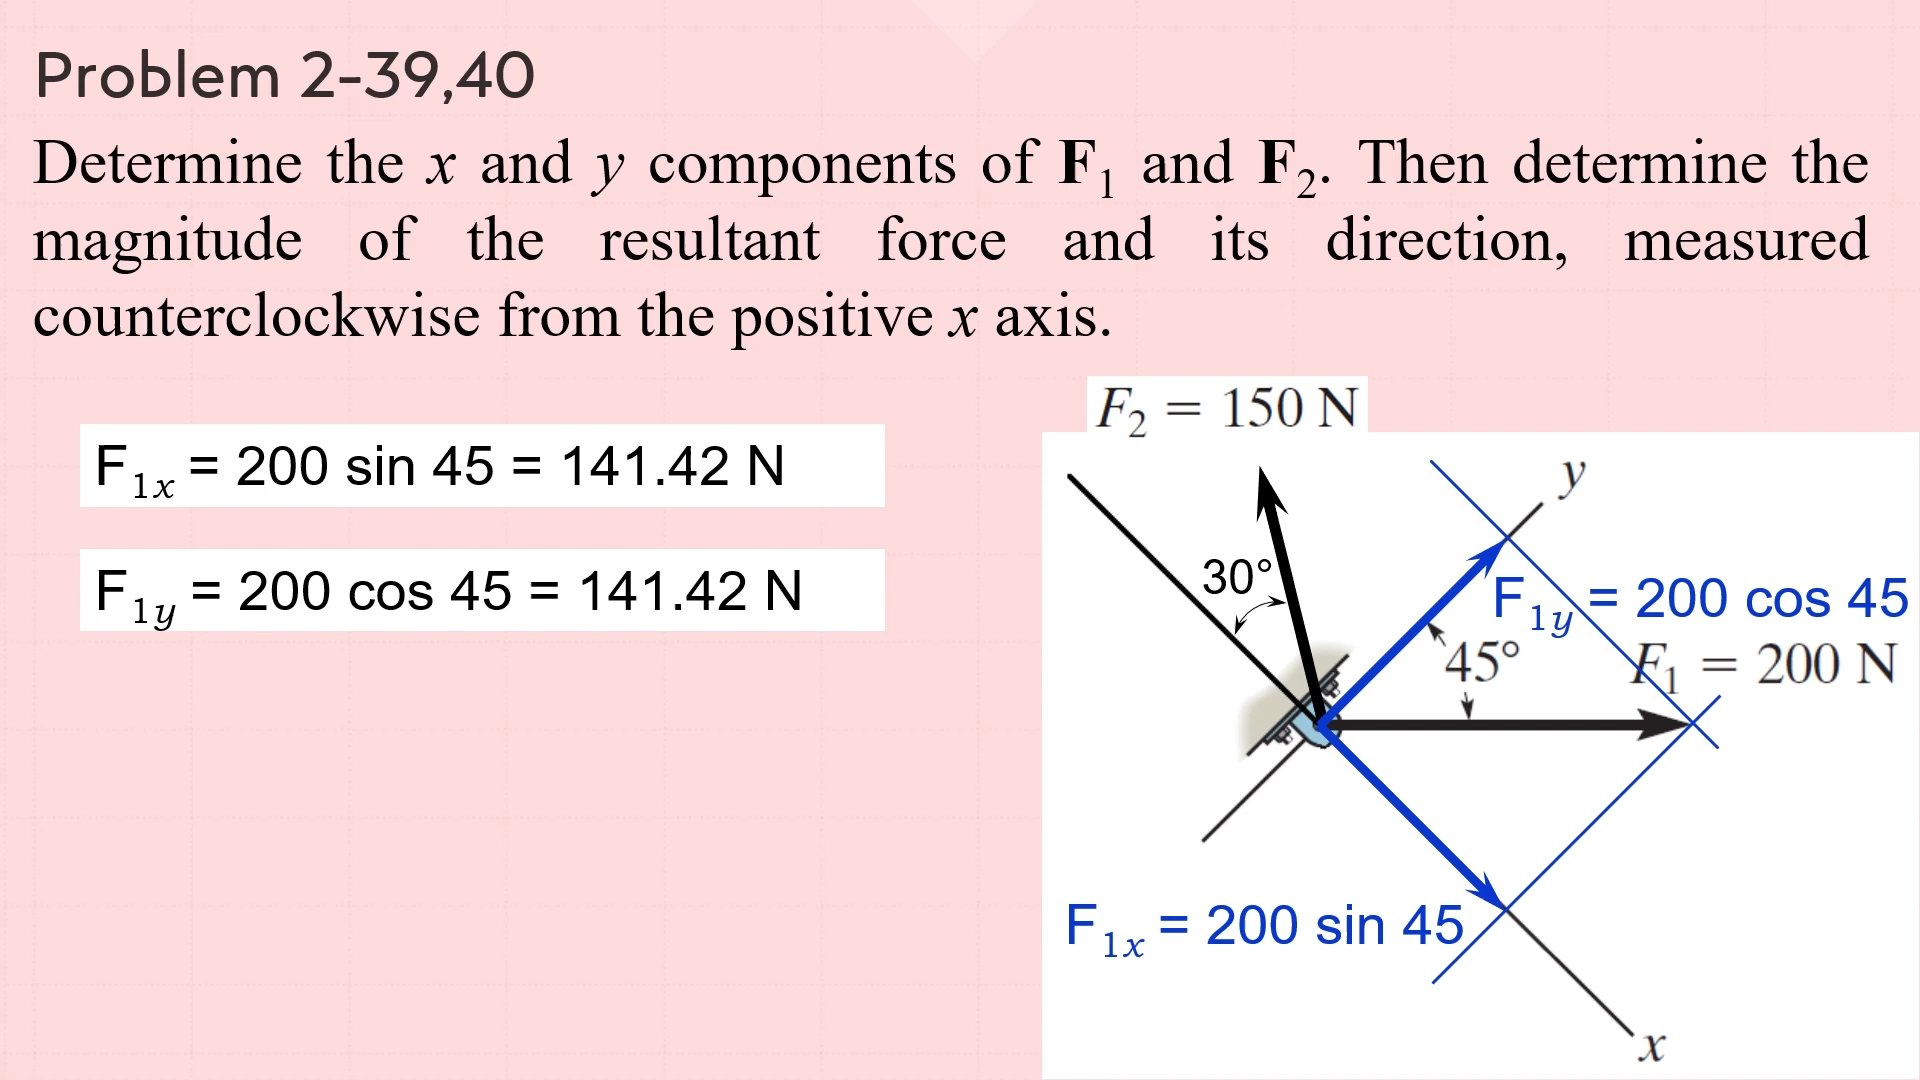 Problem 2-39,40
Determine the x and y components of F₁ and F₂. Then determine the
magnitude of the resultant force and its direction, measured
counterclockwise from the positive x axis.
F₂ = 150 N
F₁ₓ = 200 sin 45 = 141.42 N
y
30°
F₁y = 200 cos 45 = 141.42 N
F₁y = 200 cos 45
45°
F₁ = 200 N
F₁ₓ = 200 sin 45
x